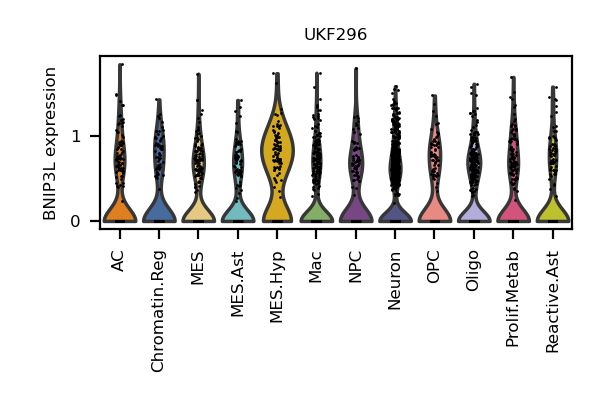 UKF296
BNIP3L expression
1
0
AC
Chromatin.Reg
MES
MES.Ast
MES.Hyp
Mac
NPC
Neuron
OPC
Oligo
Prolif.Metab
Reactive.Ast